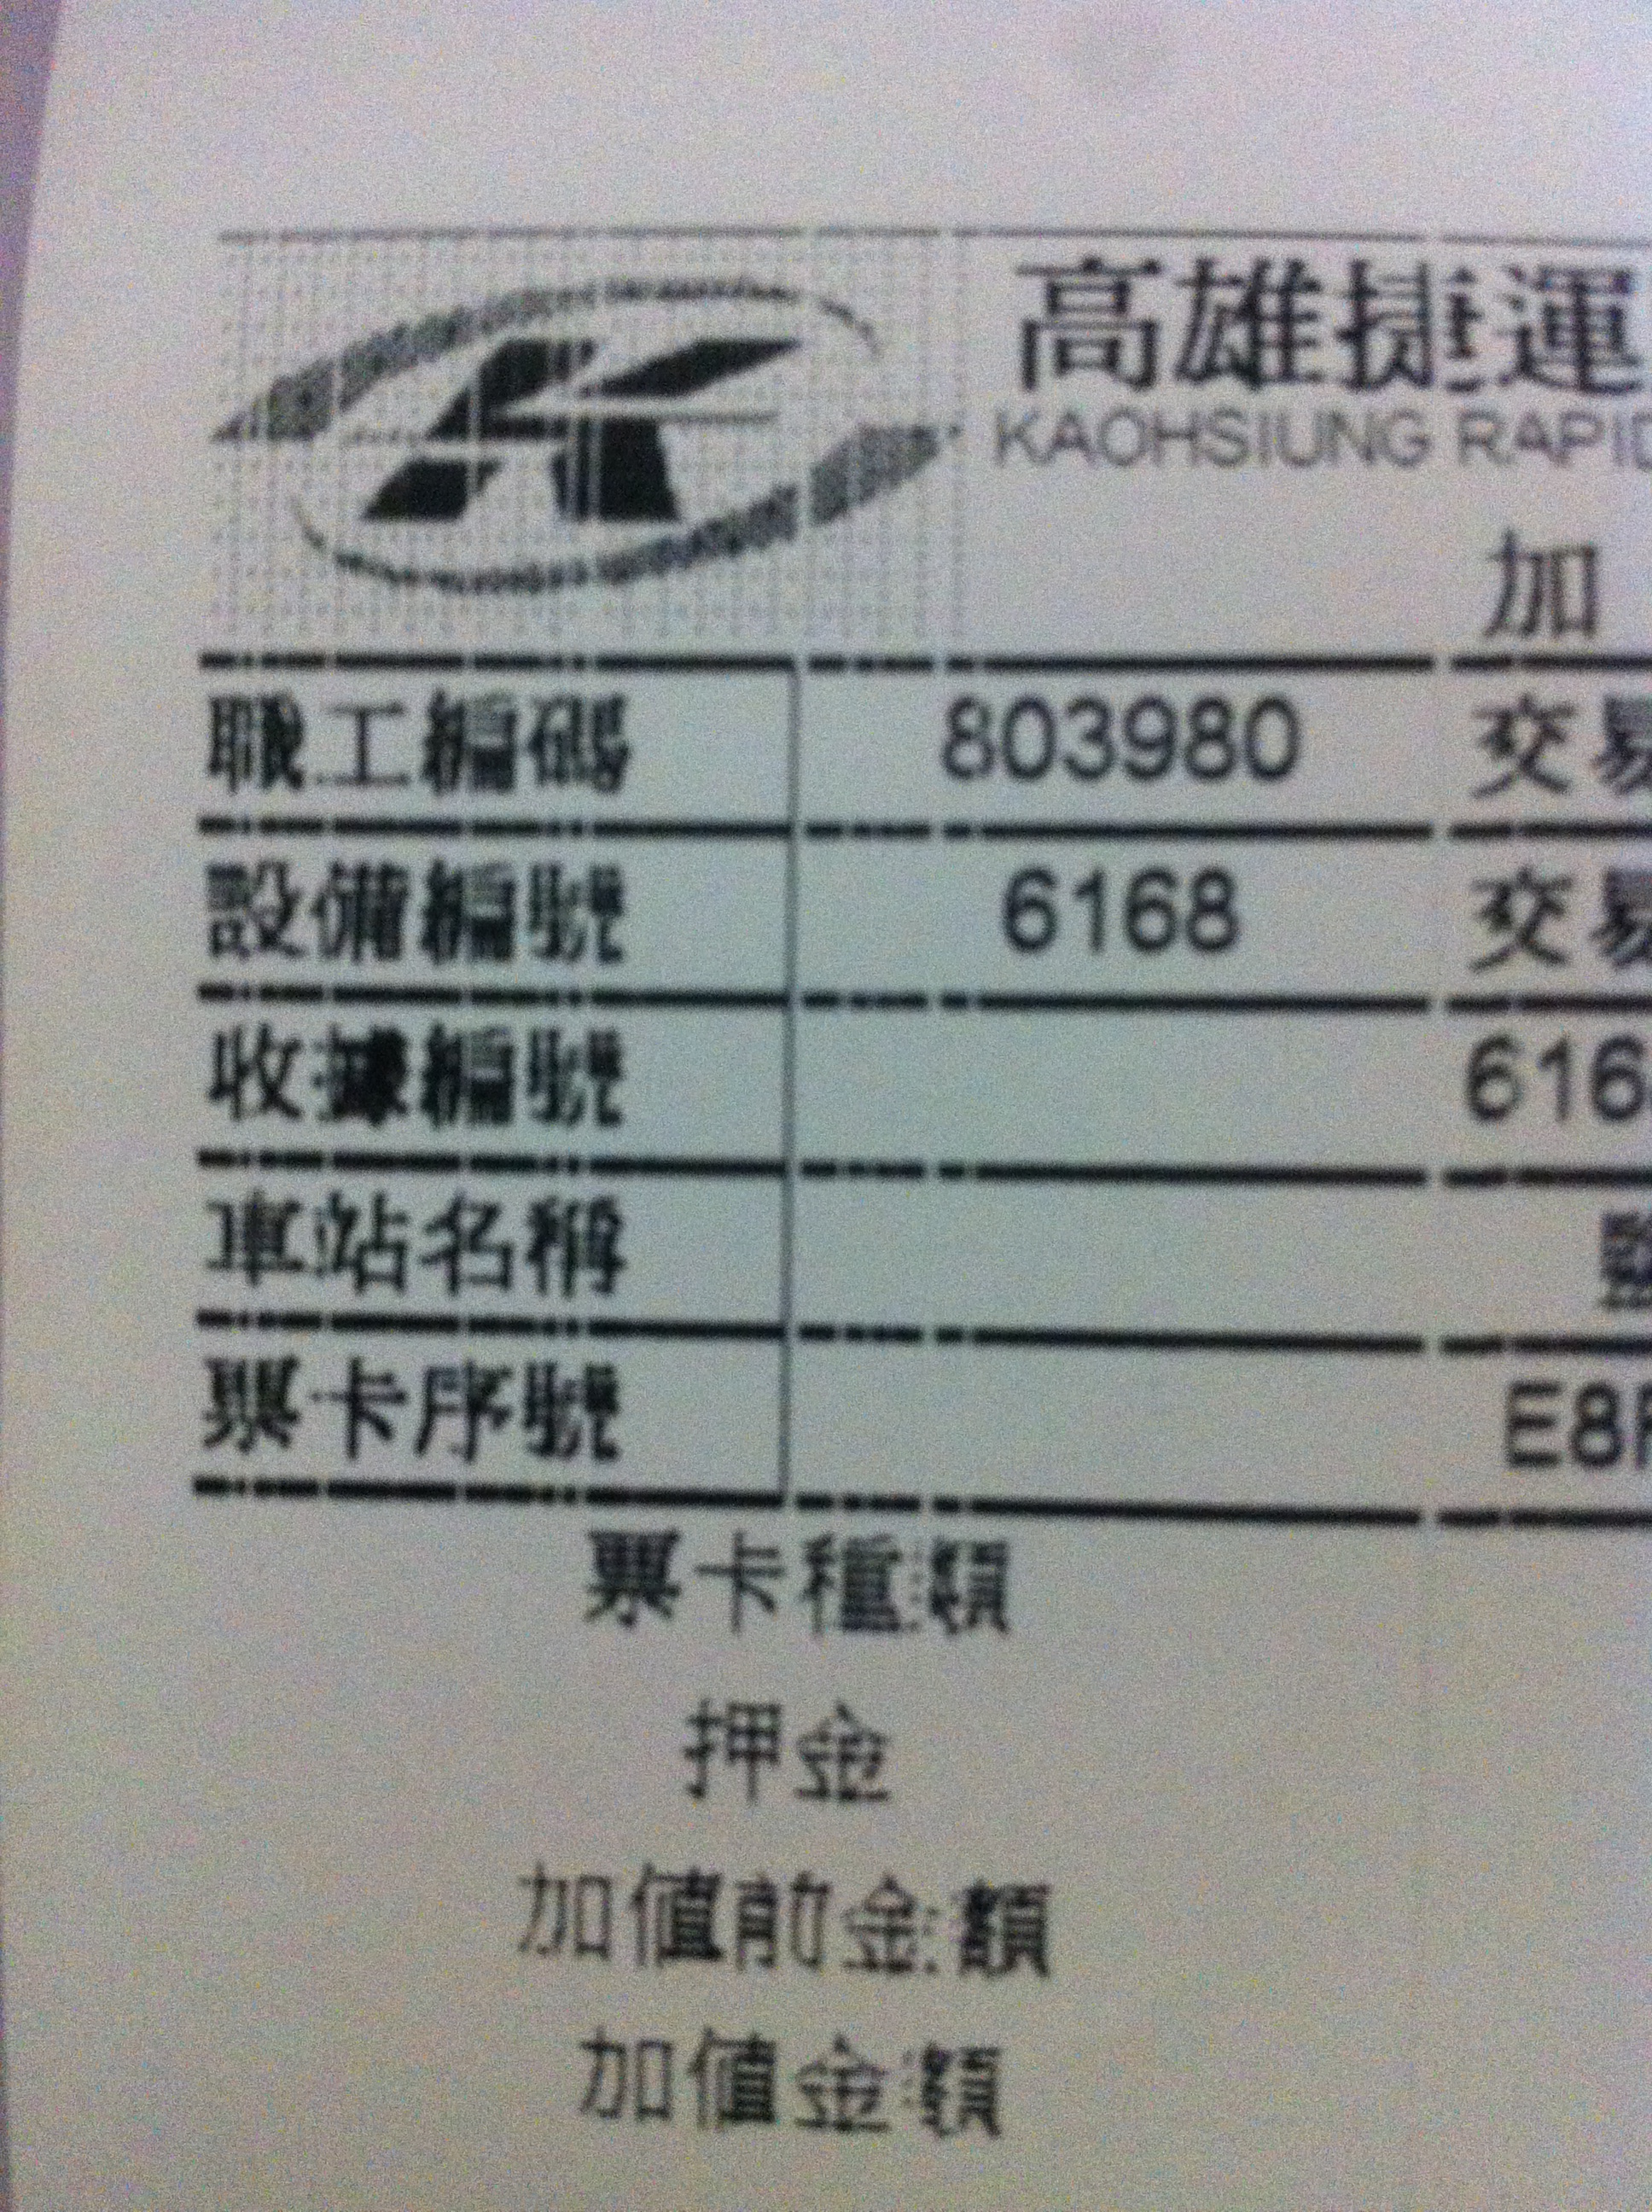 高雄捷運
KAOHSIUNG RAPID
加
職工編碼 803980 交易
設備編號 6168 交易
收據編號 616
車站名稱
票卡序號 E8
票卡種類
押金
加值前金額
加值金額